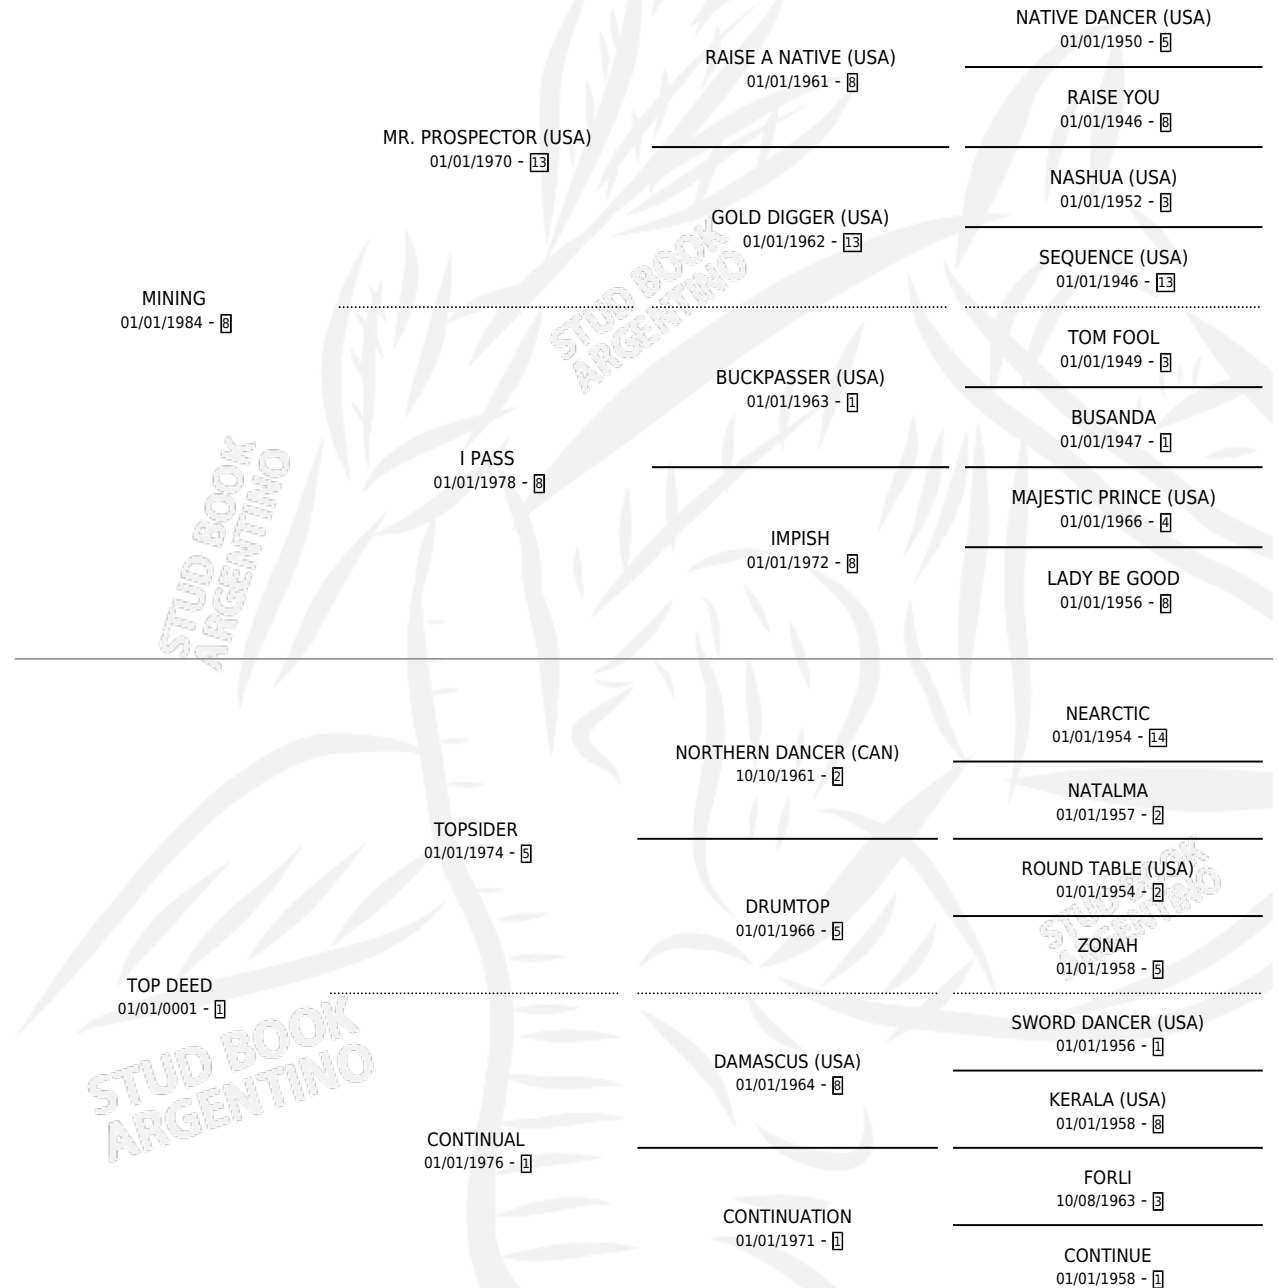 NATIVE DANCER (USA)
01/01/1950 - 5
RAISE A NATIVE (USA)
01/01/1961 - 8
RAISE YOU
01/01/1946 - 8
MR. PROSPECTOR (USA)
01/01/1970 - 13
NASHUA (USA)
01/01/1952 - 3
GOLD DIGGER (USA)
01/01/1962 - 13
SEQUENCE (USA)
01/01/1946 - 13
MINING
01/01/1984 - 8
TOM FOOL
01/01/1949 - 3
BUCKPASSER (USA)
01/01/1963 - 1
BUSANDA
01/01/1947 - 1
I PASS
01/01/1978 - 8
MAJESTIC PRINCE (USA)
01/01/1966 - 4
IMPISH
01/01/1972 - 8
LADY BE GOOD
01/01/1956 - 8
NEARCTIC
01/01/1954 - 14
NORTHERN DANCER (CAN)
10/10/1961 - 2
NATALMA
01/01/1957 - 2
TOPSIDER
01/01/1974 - 5
ROUND TABLE (USA)
01/01/1954 - 2
DRUMTOP
01/01/1966 - 5
ZONAH
01/01/1958 - 5
TOP DEED
01/01/0001 - 1
SWORD DANCER (USA)
01/01/1956 - 1
DAMASCUS (USA)
01/01/1964 - 8
KERALA (USA)
01/01/1958 - 8
CONTINUAL
01/01/1976 - 1
FORLI
10/08/1963 - 3
CONTINUATION
01/01/1971 - 1
CONTINUE
01/01/1958 - 1
STUD BOOK
ARGENTINO
STUD BOOK
ARGENTINO
STUD BOOK
ARGENTINO
STUD BOOK
ARGENTINO